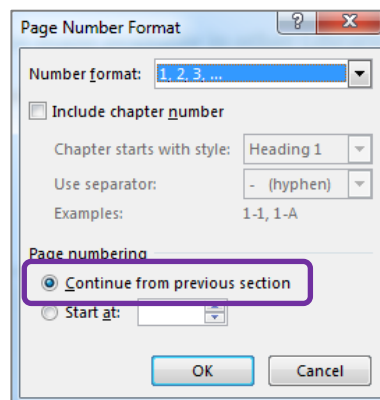 Page Number Format
Number format: 1, 2, 3, ...
Include chapter number
Chapter starts with style: Heading 1
Use separator: - (hyphen)
Examples: 1-1, 1-A
Page numbering
Continue from previous section
Start at:
OK Cancel